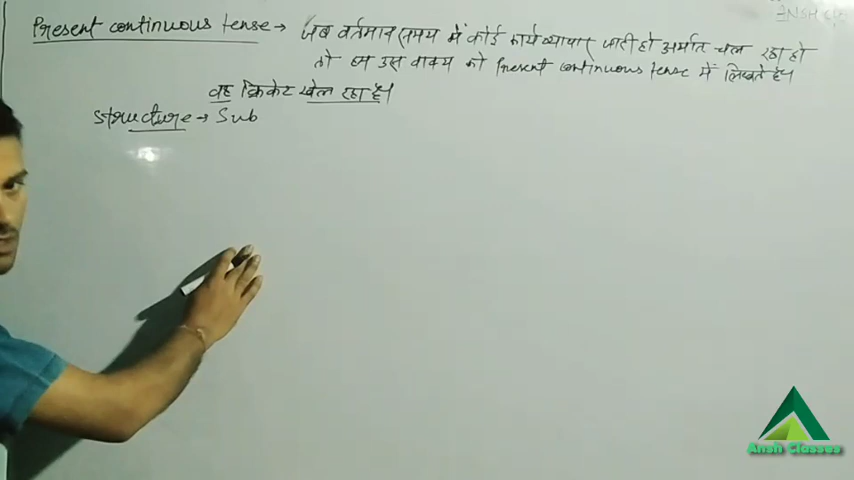 Present continuous tense → जब वर्तमान समय में कोई कार्य व्यापार जारी हो अर्थात चल रहा हो
तो हम उस वाक्य को Present continuous tense में लिखते है।
वह क्रिकेट खेल रहा है।
Structure → Sub
Ansh Classes